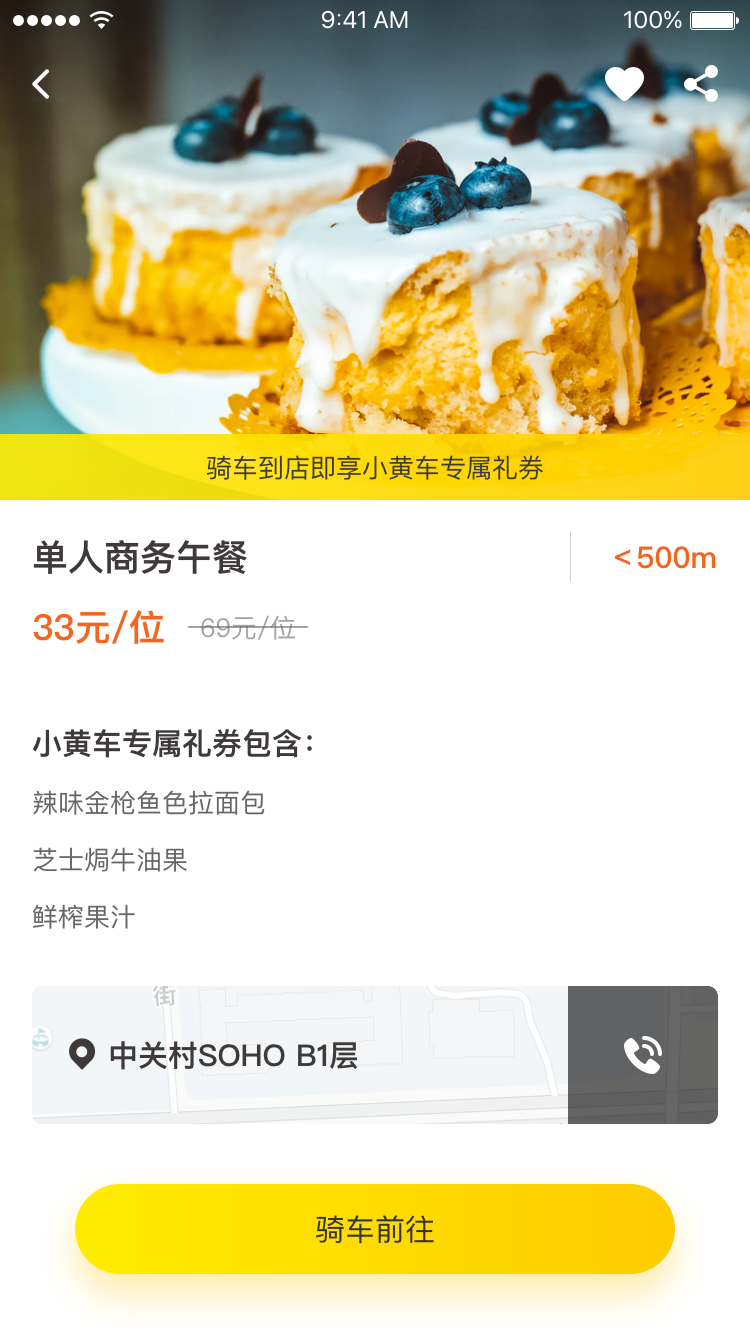 9:41 AM
100%
骑车到店即享小黄车专属礼券
单人商务午餐
<500m
33元/位
69元/位
小黄车专属礼券包含:
辣味金枪鱼色拉面包
芝士焗牛油果
鲜榨果汁
街
中关村SOHO B1层
骑车前往